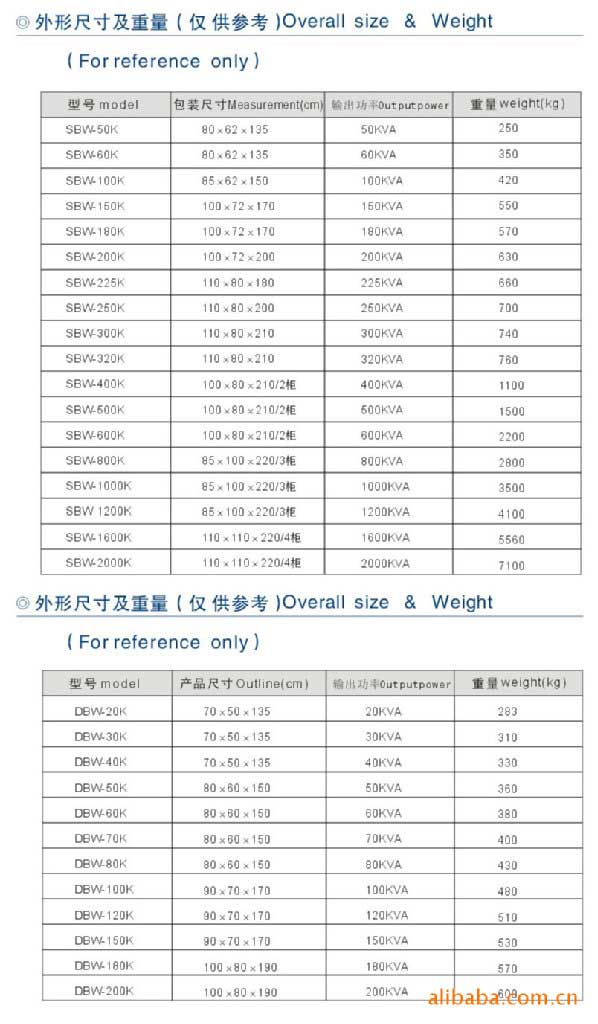 ◎外形尺寸及重量(仅供参考)Overall size & Weight
(For reference only)
型号model 包装尺寸Measurement(cm) 输出功率Outputpower 重量weight(kg)
SBW-50K 80×62×135 50KVA 250
SBW-60K 80×62×135 60KVA 350
SBW-100K 85×62×150 100KVA 420
SBW-150K 100×72×170 150KVA 550
SBW-180K 100×72×170 180KVA 570
SBW-200K 100×72×200 200KVA 630
SBW-225K 110×80×180 225KVA 660
SBW-250K 110×80×200 250KVA 700
SBW-300K 110×80×210 300KVA 740
SBW-320K 110×80×210 320KVA 760
SBW-400K 100×80×210/2柜 400KVA 1100
SBW-500K 100×80×210/2柜 500KVA 1500
SBW-600K 100×80×210/2柜 600KVA 2200
SBW-800K 85×100×220/3柜 800KVA 2800
SBW-1000K 85×100×220/3柜 1000KVA 3500
SBW 1200K 85×100×220/3柜 1200KVA 4100
SBW-1600K 110×110×220/4柜 1600KVA 5560
SBW-2000K 110×110×220/4柜 2000KVA 7100
◎外形尺寸及重量(仅供参考)Overall size & Weight
(For reference only)
型号model 产品尺寸Outline(cm) 输出功率Outputpower 重量weight(kg)
DBW-20K 70×50×135 20KVA 283
DBW-30K 70×50×135 30KVA 310
DBW-40K 70×50×135 40KVA 330
DBW-50K 80×60×150 50KVA 360
DBW-60K 80×60×150 60KVA 380
DBW-70K 80×60×150 70KVA 400
DBW-80K 80×60×150 80KVA 430
DBW-100K 90×70×170 100KVA 480
DBW-120K 90×70×170 120KVA 510
DBW-150K 90×70×170 150KVA 530
DBW-180K 100×80×190 180KVA 570
DBW-200K 100×80×190 200KVA 600
alibaba.com.cn